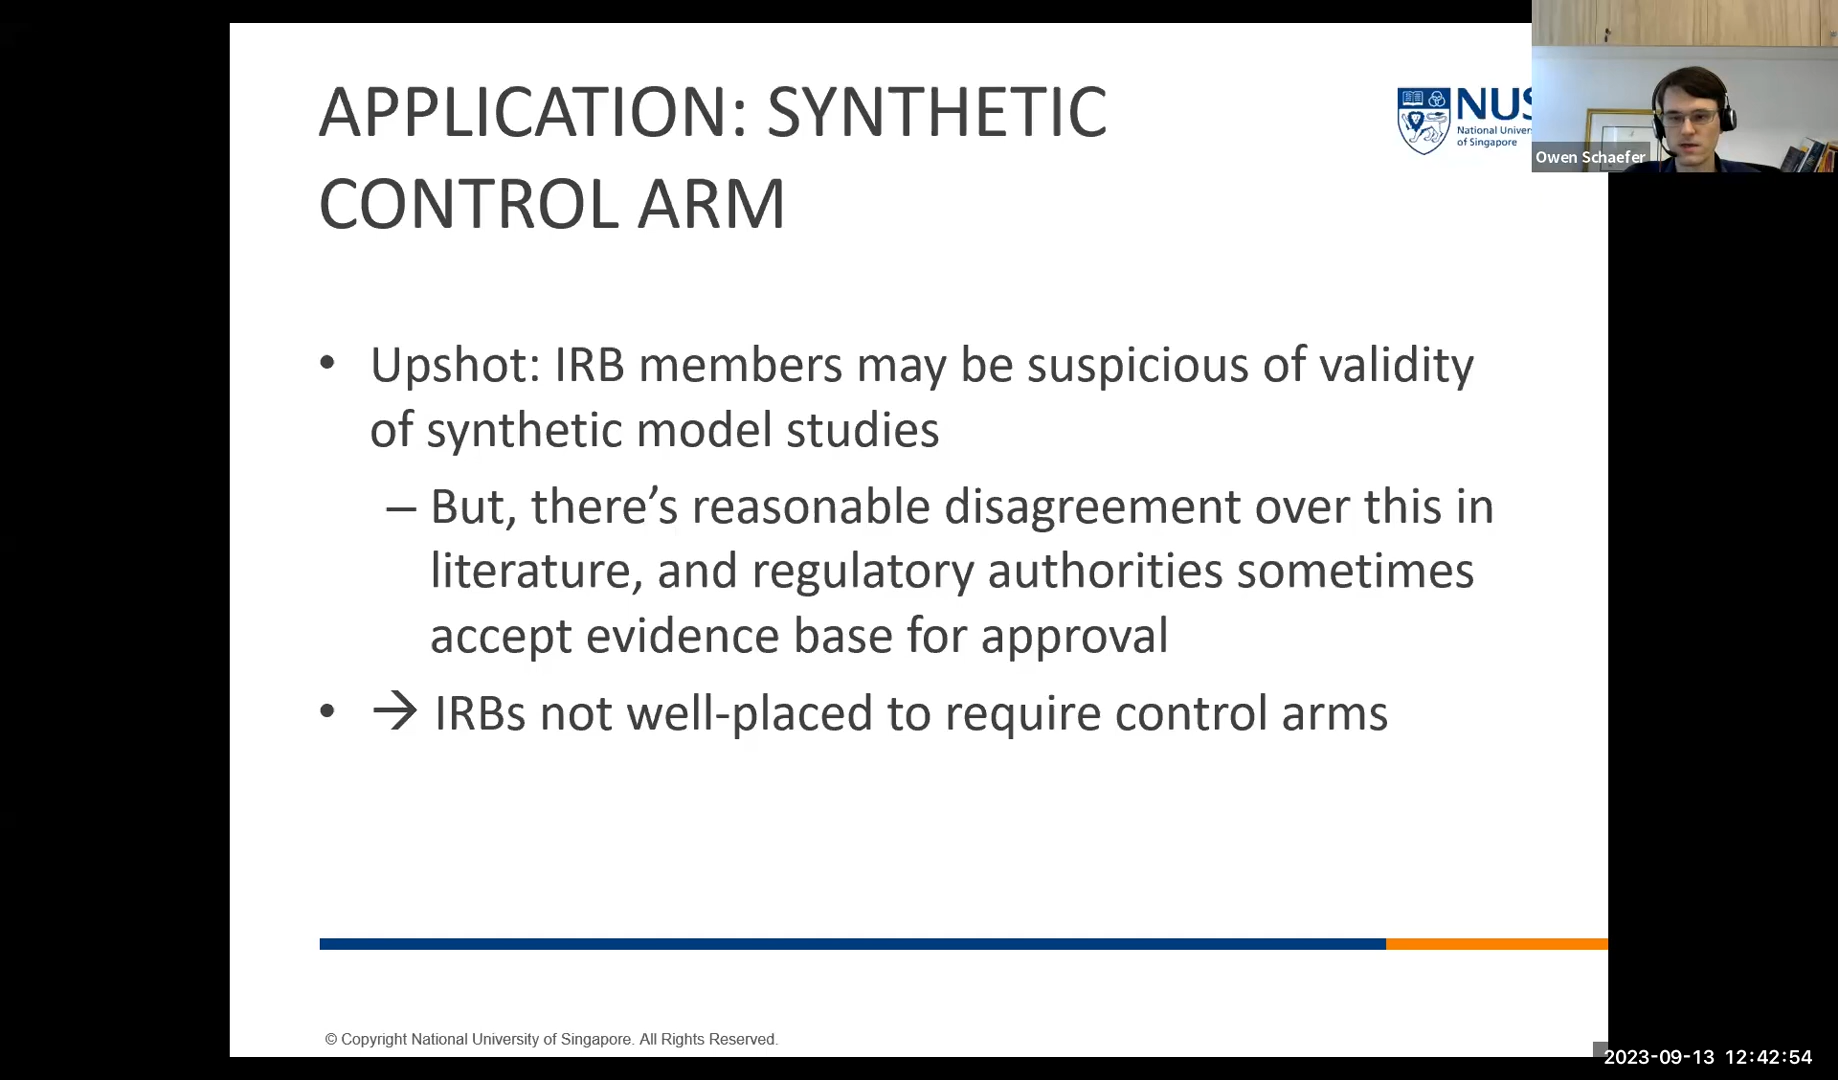 APPLICATION: SYNTHETIC
CONTROL ARM
NUS
National Univer
of Singapore
Owen Schaefer
• Upshot: IRB members may be suspicious of validity
of synthetic model studies
– But, there’s reasonable disagreement over this in
literature, and regulatory authorities sometimes
accept evidence base for approval
• → IRBs not well-placed to require control arms
© Copyright National University of Singapore. All Rights Reserved.
2023-09-13 12:42:54